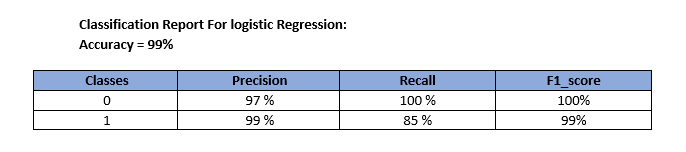 Classification Report For logistic Regression:
Accuracy = 99%
Classes Precision Recall F1_score
0 97 % 100 % 100%
1 99 % 85 % 99%